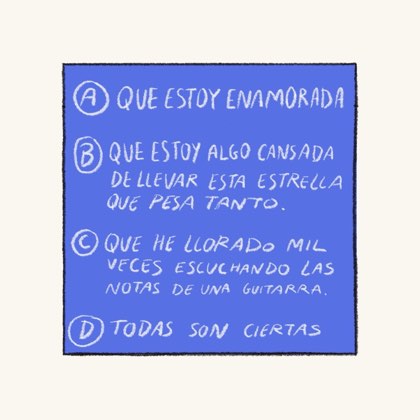 A QUE ESTOY ENAMORADA
B QUE ESTOY ALGO CANSADA
DE LLEVAR ESTA ESTRELLA
QUE PESA TANTO.
C QUE HE LLORADO MIL
VECES ESCUCHANDO LAS
NOTAS DE UNA GUITARRA.
D TODAS SON CIERTAS